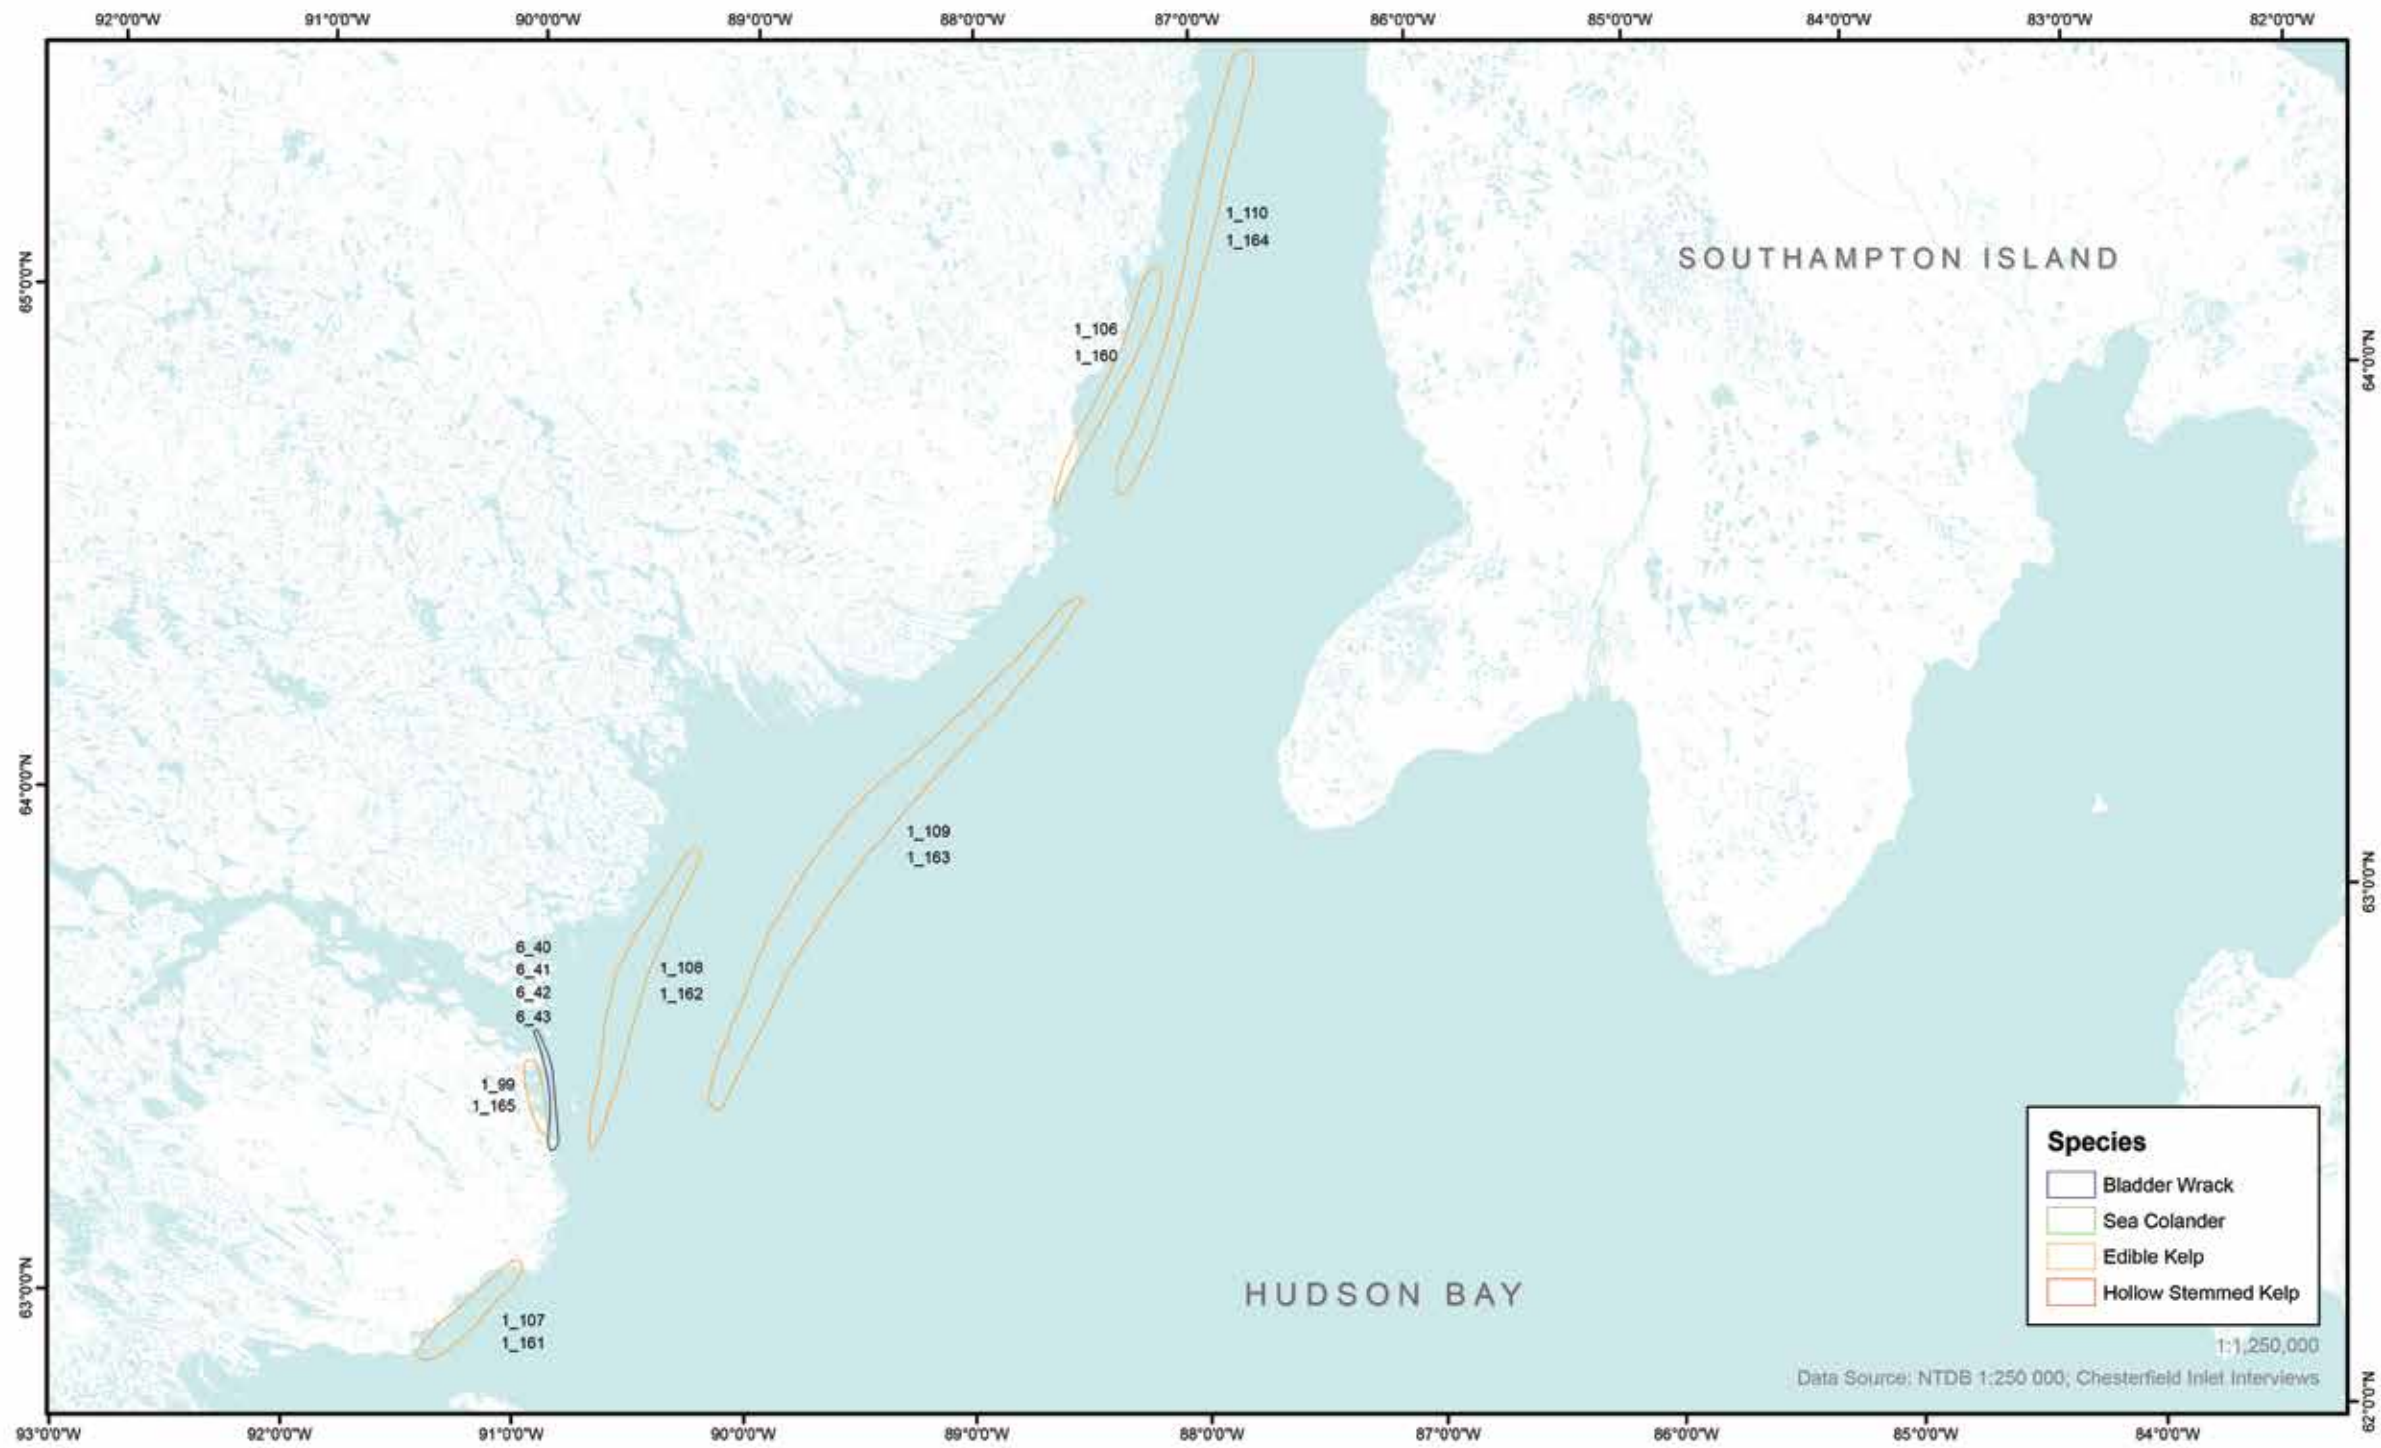 92°0'0"W 91°0'0"W 90°0'0"W 89°0'0"W 88°0'0"W 87°0'0"W 86°0'0"W 85°0'0"W 84°0'0"W 83°0'0"W 82°0'0"W
1_110
1_164
SOUTHAMPTON ISLAND
65°0'0"N
1_106
1_160
64°0'0"N
64°0'0"N
1_109
1_163
63°0'0"N
6_40
6_41
6_42
6_43
1_108
1_162
1_99
1_165
Species
Bladder Wrack
Sea Colander
Edible Kelp
Hollow Stemmed Kelp
63°0'0"N
HUDSON BAY
1_107
1_161
1:1,250,000
Data Source: NTDB 1:250 000; Chesterfield Inlet Interviews
62°0'0"N
93°0'0"W 92°0'0"W 91°0'0"W 90°0'0"W 89°0'0"W 88°0'0"W 87°0'0"W 86°0'0"W 85°0'0"W 84°0'0"W